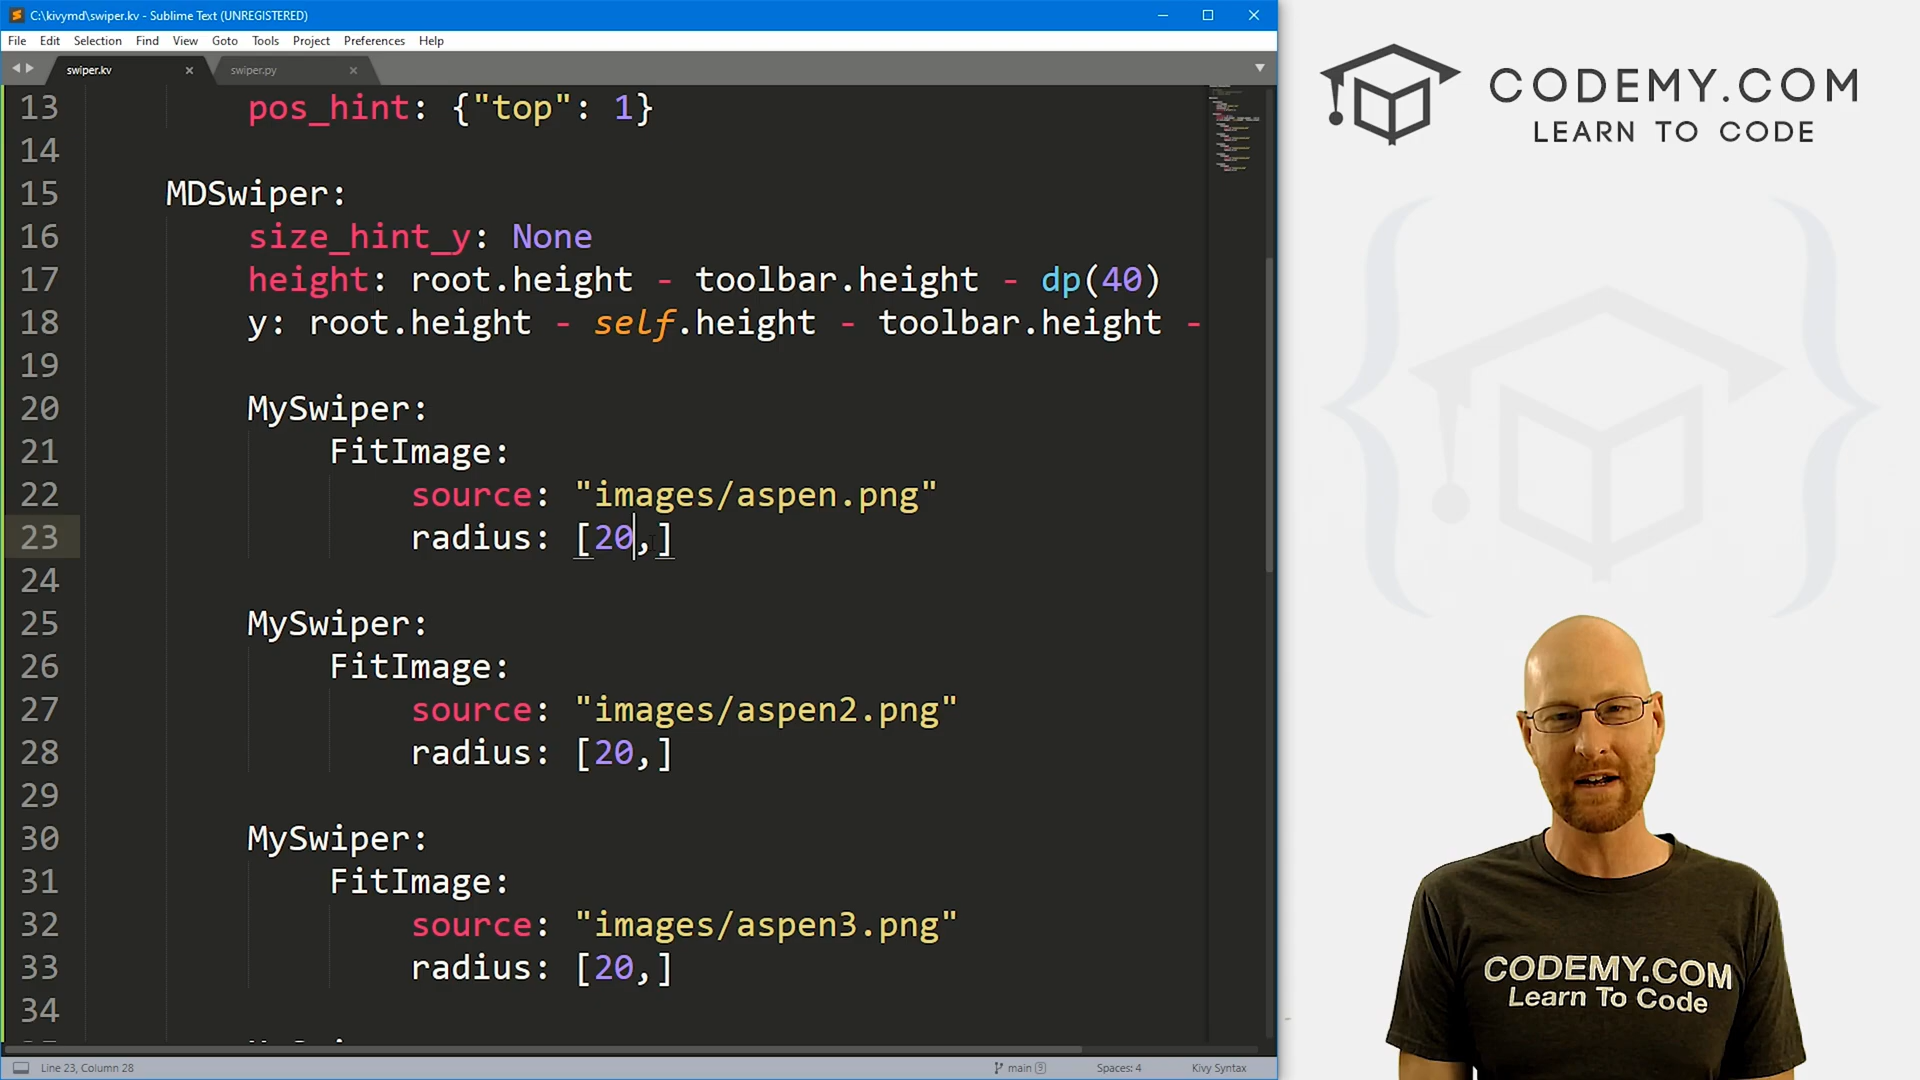 C:\kivymd\swiper.kv - Sublime Text (UNREGISTERED)
File Edit Selection Find View Goto Tools Project Preferences Help
swiper.kv
swiper.py
13 pos_hint: {"top": 1}
14
15 MDSwiper:
16 size_hint_y: None
17 height: root.height - toolbar.height - dp(40)
18 y: root.height - self.height - toolbar.height -
19
20 MySwiper:
21 FitImage:
22 source: "images/aspen.png"
23 radius: [20,]
24
25 MySwiper:
26 FitImage:
27 source: "images/aspen2.png"
28 radius: [20,]
29
30 MySwiper:
31 FitImage:
32 source: "images/aspen3.png"
33 radius: [20,]
34
Line 23, Column 28
main 9
Spaces: 4
Kivy Syntax
CODEMY.COM
LEARN TO CODE
CODEMY.COM
Learn To Code